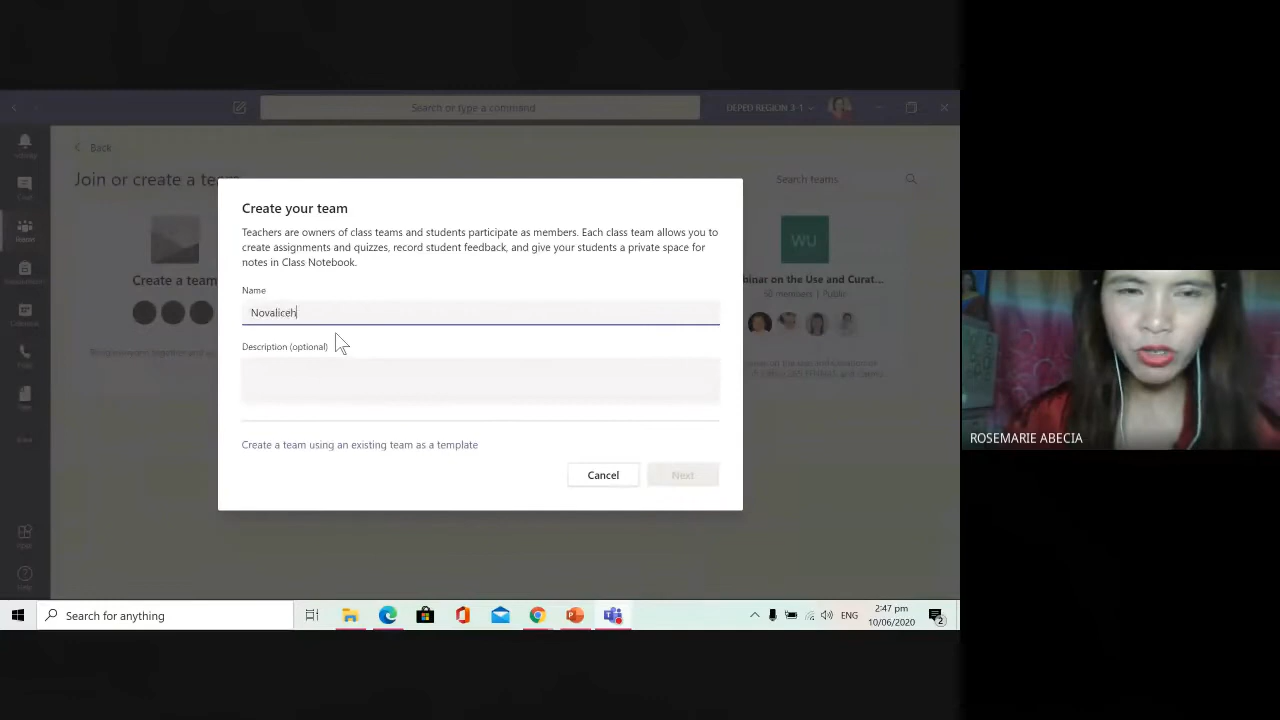 Search or type a command
DEPED REGION 3-1
Back
Join or create a tea
Search teams
Create your team
Teachers are owners of class teams and students participate as members. Each class team allows you to
create assignments and quizzes, record student feedback, and give your students a private space for
notes in Class Notebook.
WU
Create a team
binar on the Use and Curat...
Name
Novaliceh
Description (optional)
Create a team using an existing team as a template
Cancel
Next
ROSEMARIE ABECIA
Search for anything
ENG
2:47 pm
10/06/2020
2